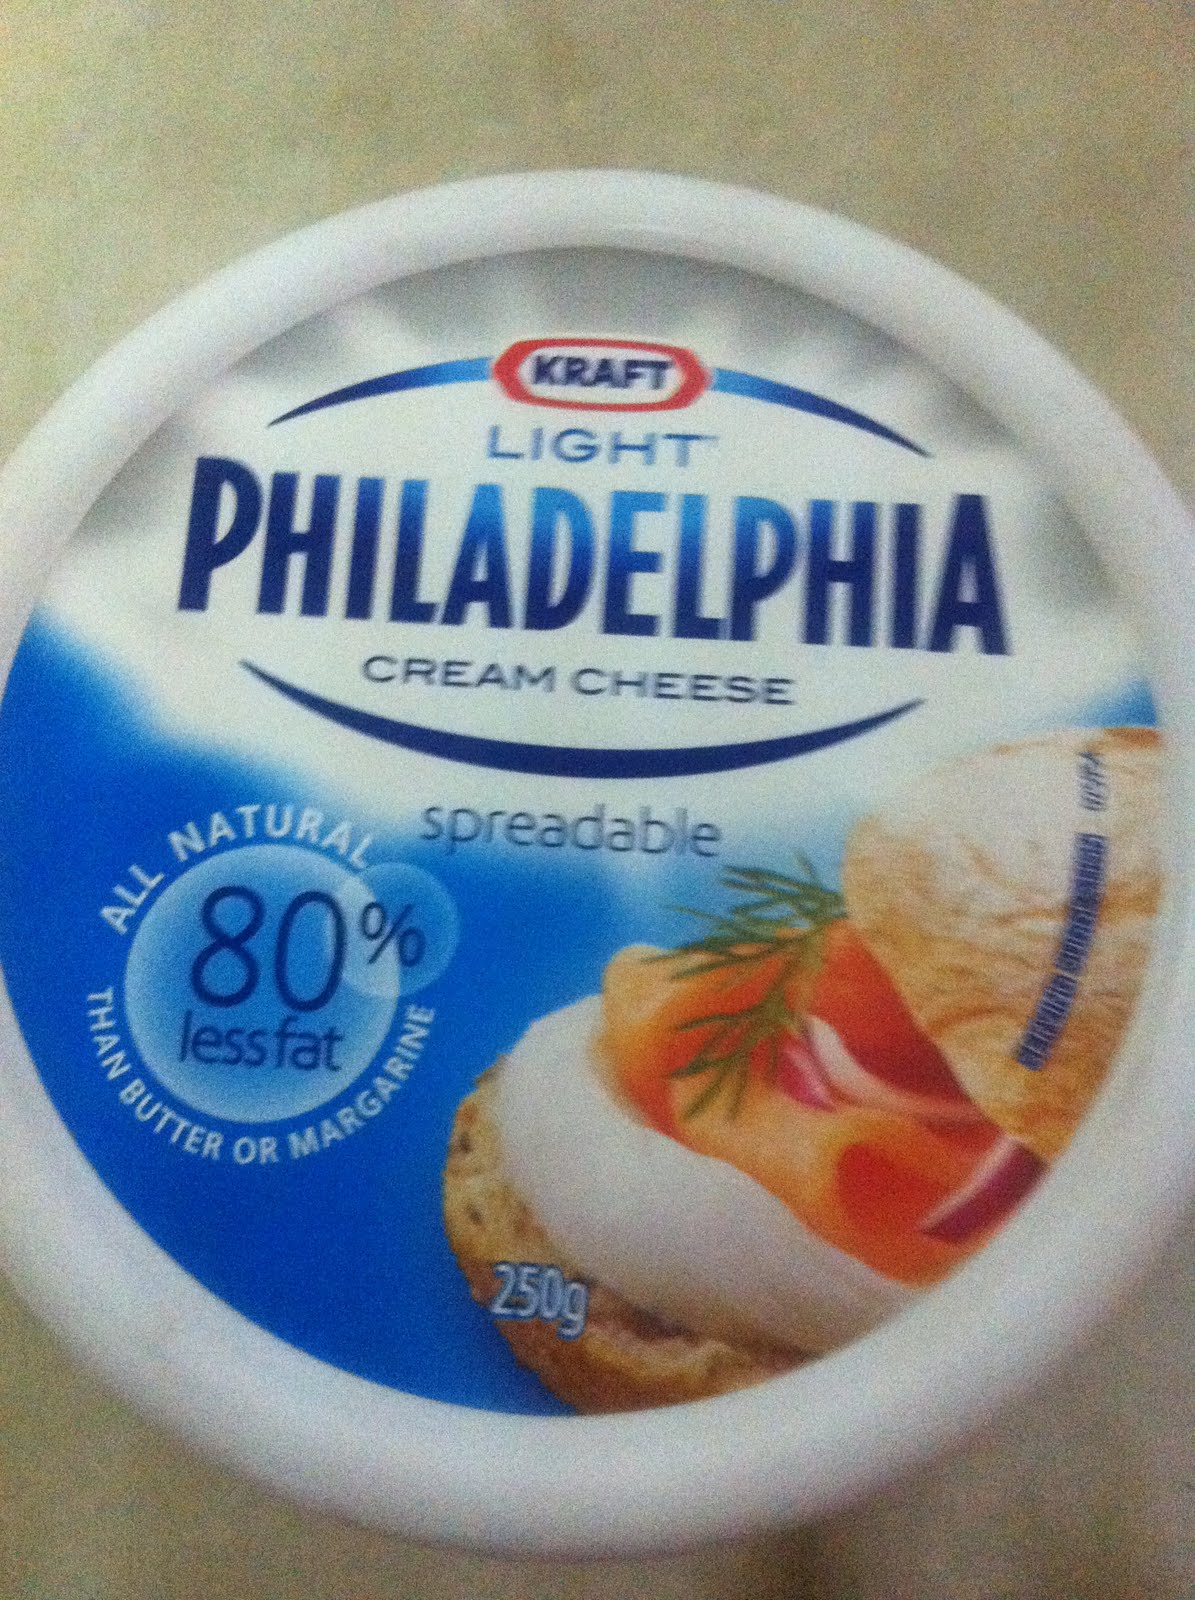 KRAFT
LIGHT
PHILADELPHIA
CREAM CHEESE
spreadable
ALL NATURAL
80%
less fat
THAN BUTTER OR MARGARINE
250g